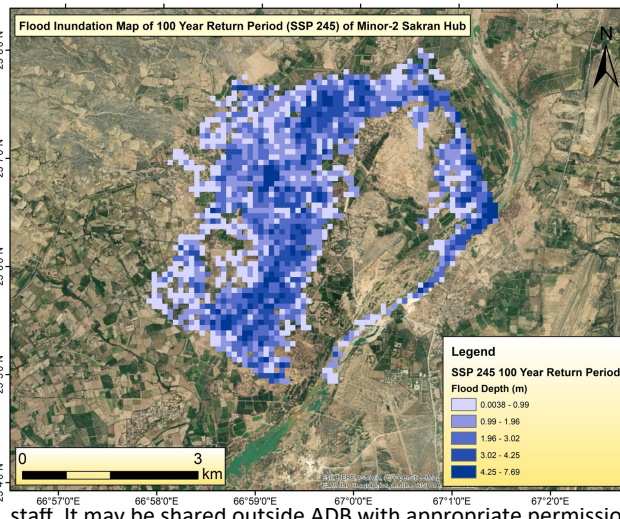 Flood Inundation Map of 100 Year Return Period (SSP 245) of Minor-2 Sakran Hub
N
Legend
SSP 245 100 Year Return Period
Flood Depth (m)
0.0038 - 0.99
0.99 - 1.96
1.96 - 3.02
3.02 - 4.25
4.25 - 7.69
0 3
km
66°57'0"E 66°58'0"E 66°59'0"E 67°0'0"E 67°1'0"E 67°2'0"E
staff. It may be shared outside ADB with appropriate permission